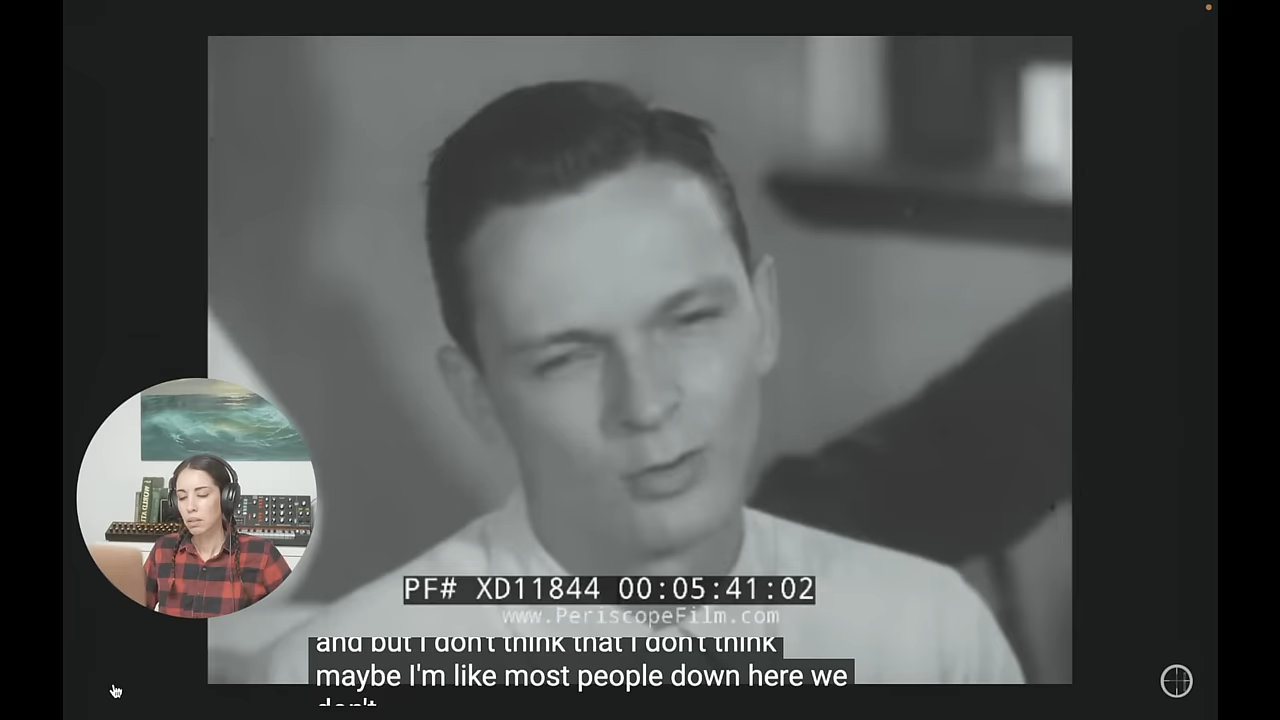 PF# XD11844 00:05:41:02
www.PeriscopeFilm.com
and but I don't think that I don't think
maybe I'm like most people down here we
don't